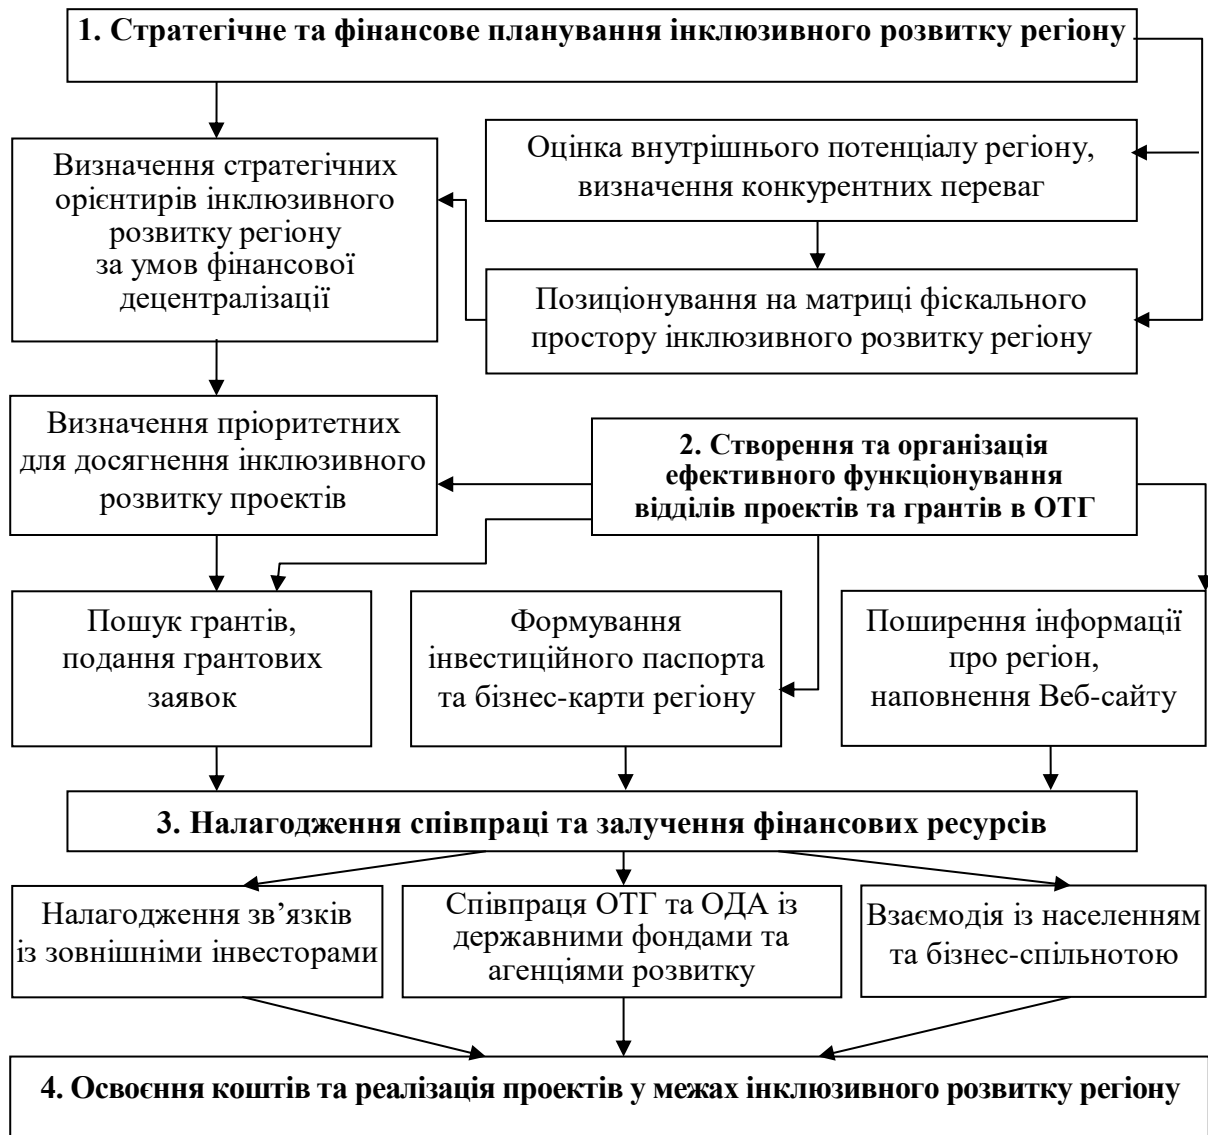 1. Стратегічне та фінансове планування інклюзивного розвитку регіону
Визначення стратегічних
орієнтирів інклюзивного
розвитку регіону
за умов фінансової
децентралізації
Оцінка внутрішнього потенціалу регіону,
визначення конкурентних переваг
Позиціонування на матриці фіскального
простору інклюзивного розвитку регіону
Визначення пріоритетних
для досягнення інклюзивного
розвитку проектів
2. Створення та організація
ефективного функціонування
відділів проектів та грантів в ОТГ
Пошук грантів,
подання грантових
заявок
Формування
інвестиційного паспорта
та бізнес-карти регіону
Поширення інформації
про регіон,
наповнення Веб-сайту
3. Налагодження співпраці та залучення фінансових ресурсів
Налагодження зв’язків
із зовнішніми інвесторами
Співпраця ОТГ та ОДА із
державними фондами та
агенціями розвитку
Взаємодія із населенням
та бізнес-спільнотою
4. Освоєння коштів та реалізація проектів у межах інклюзивного розвитку регіону